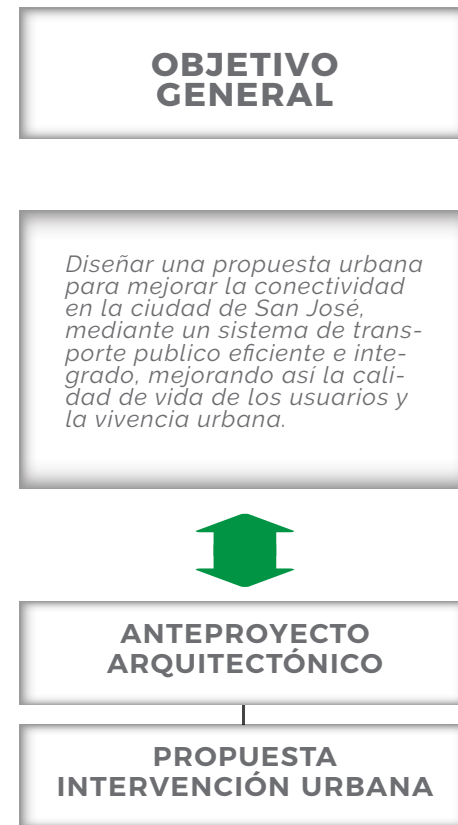 OBJETIVO
GENERAL
Diseñar una propuesta urbana
para mejorar la conectividad
en la ciudad de San José,
mediante un sistema de trans-
porte publico eficiente e inte-
grado, mejorando así la cali-
dad de vida de los usuarios y
la vivencia urbana.
ANTEPROYECTO
ARQUITECTÓNICO
PROPUESTA
INTERVENCIÓN URBANA